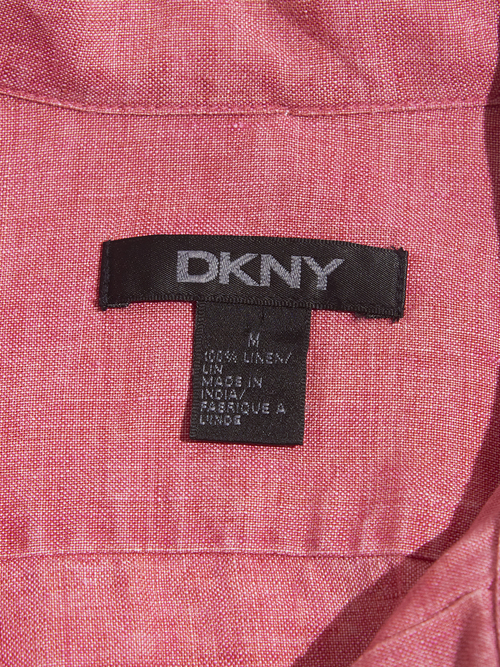 DKNY
M
100% LINEN/
LIN
MADE IN
INDIA/
FABRIQUE A
L'INDE